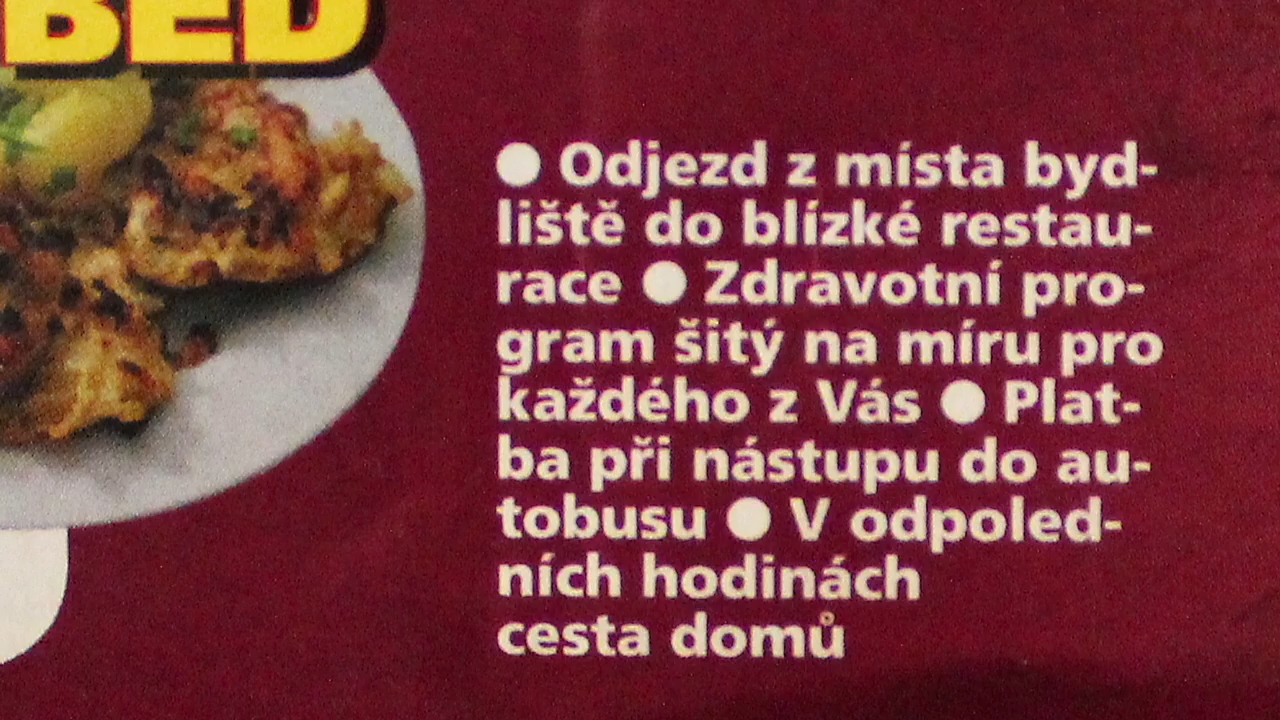 BĚD
● Odjezd z místa byd-
liště do blízké restau-
race ● Zdravotní pro-
gram šitý na míru pro
každého z Vás ● Plat-
ba při nástupu do au-
tobusu ● V odpoled-
ních hodinách
cesta domů